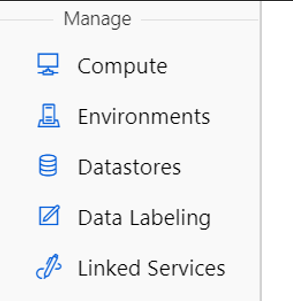 Manage
Compute
Environments
Datastores
Data Labeling
Linked Services